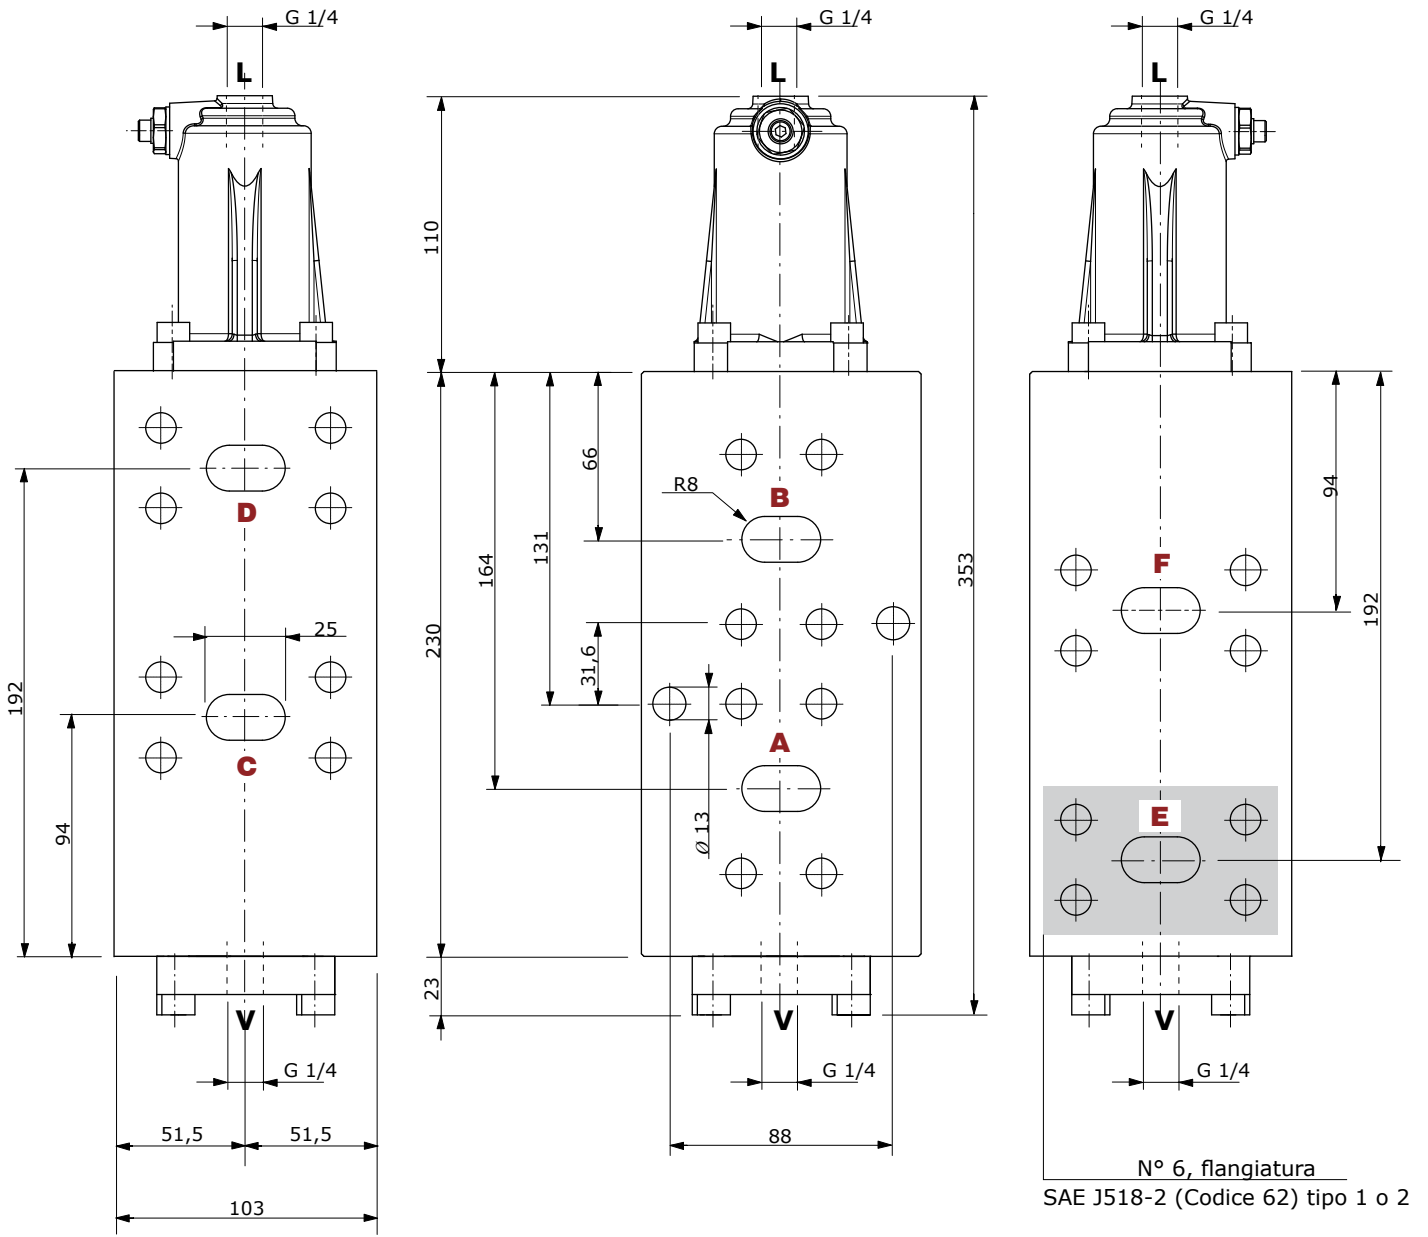 G 1/4
G 1/4
G 1/4
L
L
L
110
353
66
94
R8
B
D
131
164
F
192
25
230
31,6
192
A
C
E
94
Ø 13
23
V
V
V
G 1/4
G 1/4
G 1/4
51,5
51,5
88
N° 6, flangiatura
SAE J518-2 (Codice 62) tipo 1 o 2
103